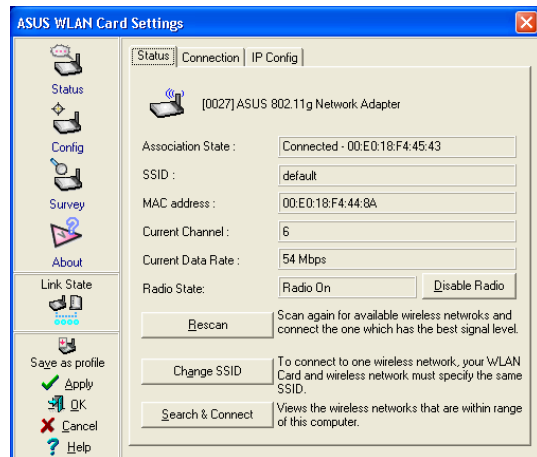 ASUS WLAN Card Settings
Status
Config
Survey
About
Link State
Save as profile
Apply
OK
Cancel
Help
Status
Connection
IP Config
[0027] ASUS 802.11g Network Adapter
Association State :
Connected - 00:E0:18:F4:45:43
SSID :
default
MAC address :
00:E0:18:F4:44:8A
Current Channel :
6
Current Data Rate :
54 Mbps
Radio State:
Radio On
Disable Radio
Rescan
Scan again for available wireless netwroks and
connect the one which has the best signal level.
Change SSID
To connect to one wireless network, your WLAN
Card and wireless network must specify the same
SSID.
Search & Connect
Views the wireless networks that are within range
of this computer.